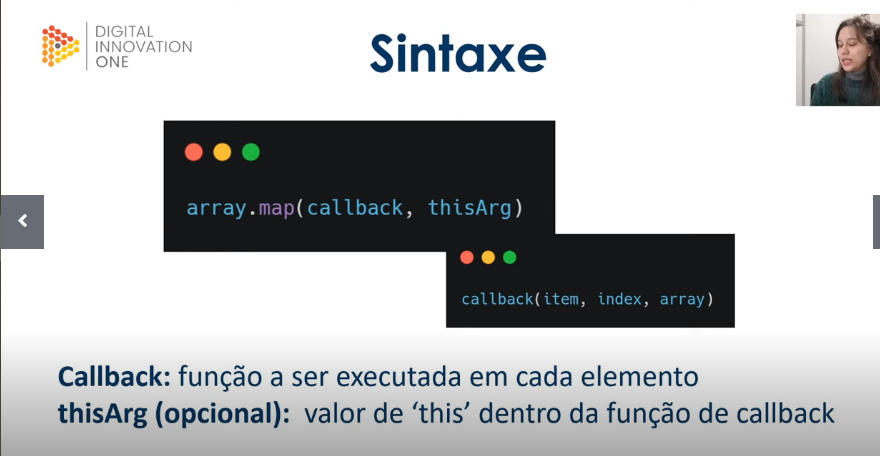 DIGITAL
INNOVATION
ONE
Sintaxe
array.map(callback, thisArg)
callback(item, index, array)
Callback: função a ser executada em cada elemento
thisArg (opcional): valor de ‘this’ dentro da função de callback